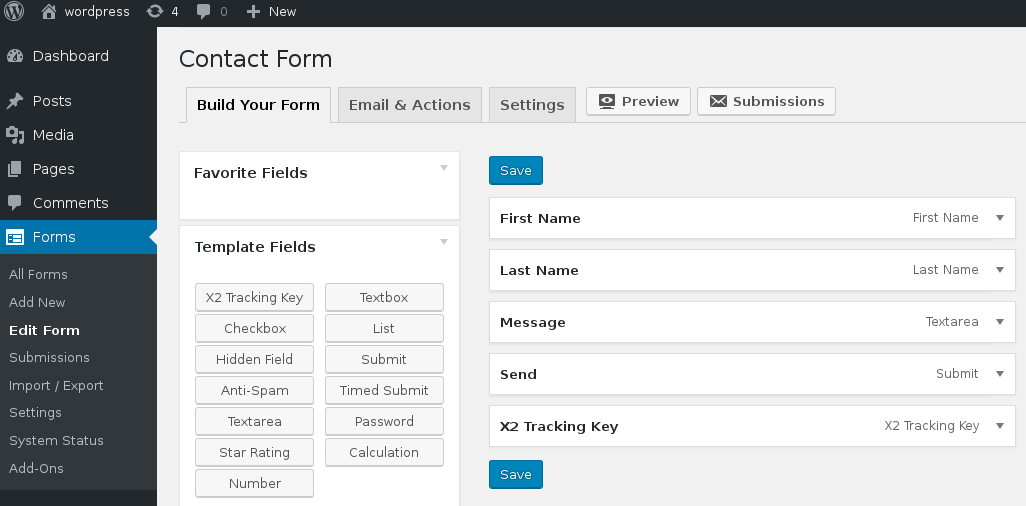 wordpress 4 0 New
Dashboard
Posts
Media
Pages
Comments
Forms
All Forms
Add New
Edit Form
Submissions
Import / Export
Settings
System Status
Add-Ons
Contact Form
Build Your Form Email & Actions Settings Preview Submissions
Favorite Fields
Template Fields
X2 Tracking Key Textbox
Checkbox List
Hidden Field Submit
Anti-Spam Timed Submit
Textarea Password
Star Rating Calculation
Number
Save
First Name First Name
Last Name Last Name
Message Textarea
Send Submit
X2 Tracking Key X2 Tracking Key
Save